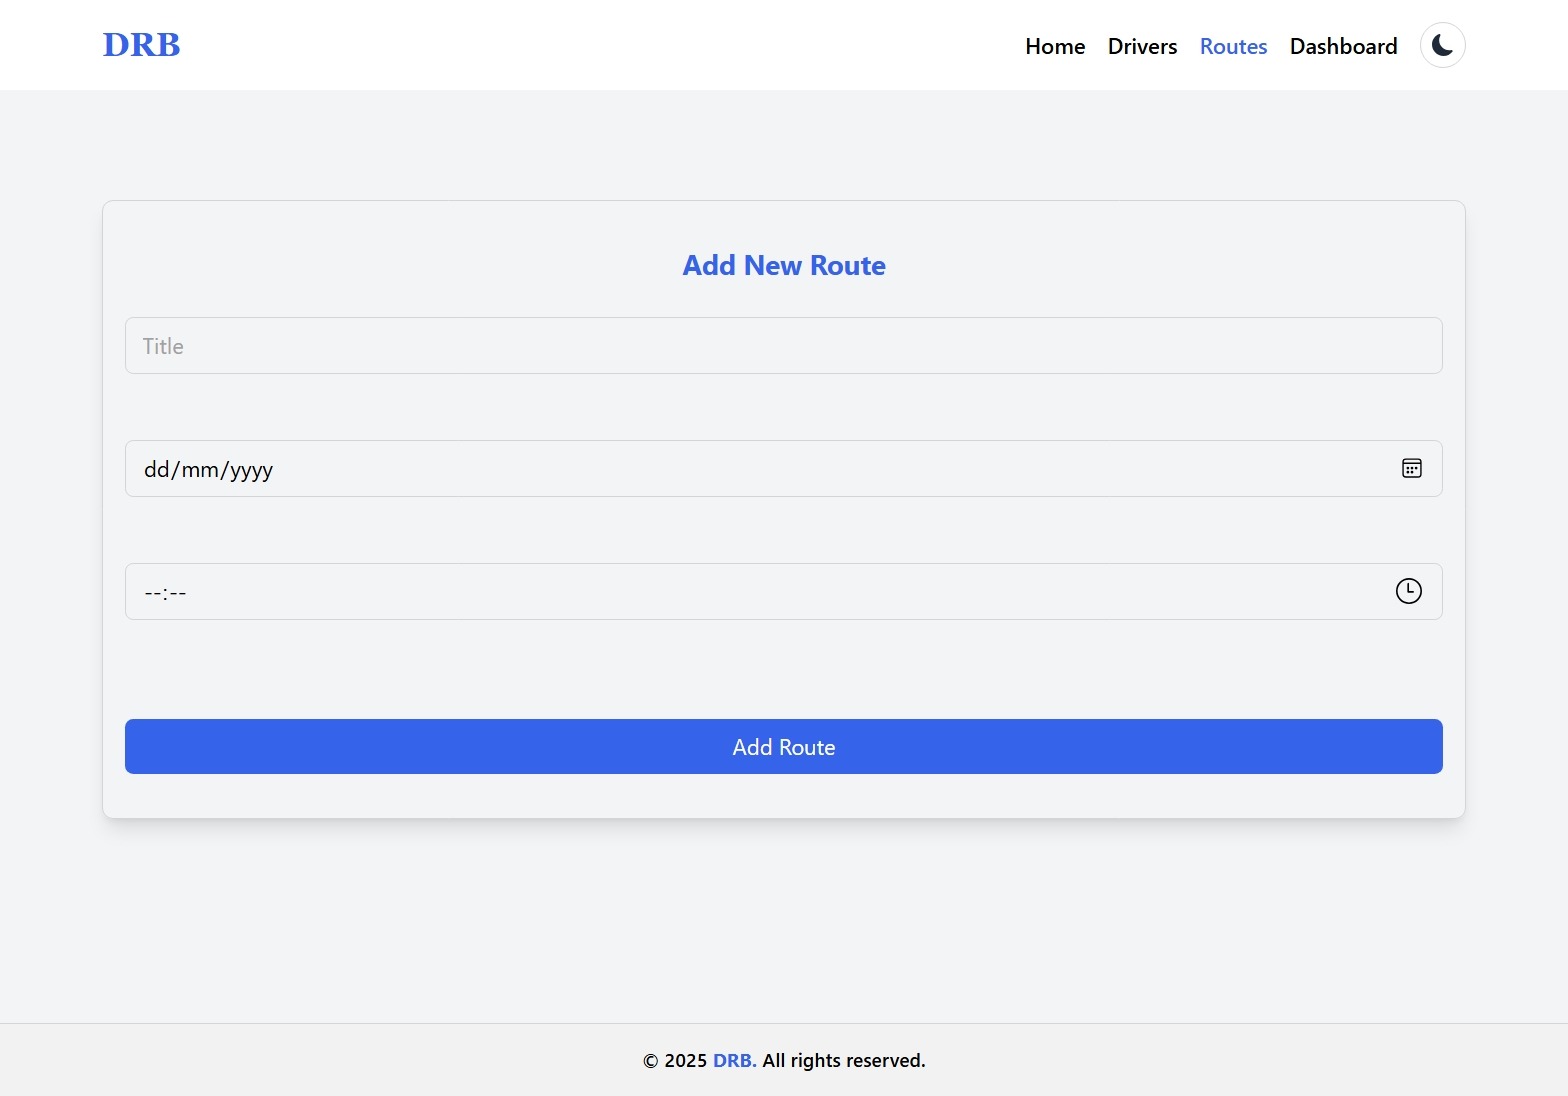 DRB
Home Drivers Routes Dashboard
Add New Route
Title
dd/mm/yyyy
--:--
Add Route
© 2025 DRB. All rights reserved.